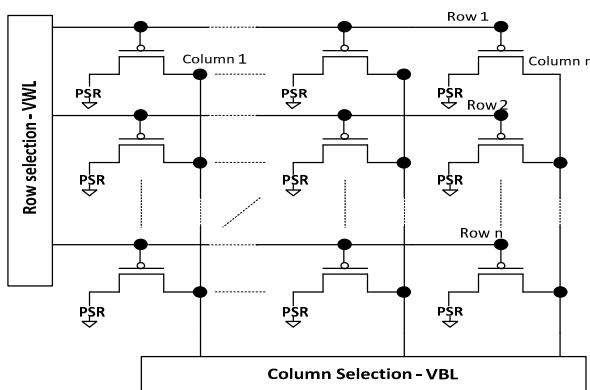 Row 1
Column 1
Column n
PSR
PSR
PSR
Row 2
PSR
PSR
PSR
Row n
PSR
PSR
PSR
Row selection - VWL
Column Selection - VBL